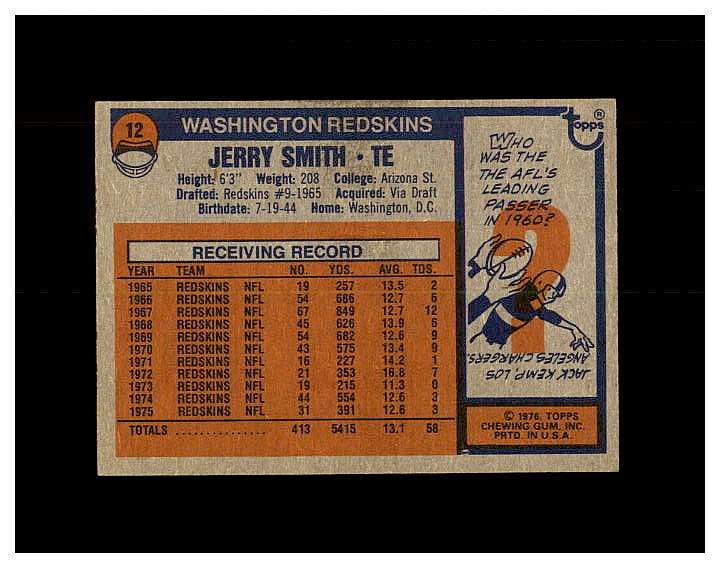 12
WASHINGTON REDSKINS
JERRY SMITH • TE
Height: 6'3" Weight: 208 College: Arizona St.
Drafted: Redskins #9-1965 Acquired: Via Draft
Birthdate: 7-19-44 Home: Washington, D.C.
RECEIVING RECORD
YEAR TEAM NO. YDS. AVG. TDS.
1965 REDSKINS NFL 19 257 13.5 2
1966 REDSKINS NFL 54 686 12.7 6
1967 REDSKINS NFL 67 849 12.7 12
1968 REDSKINS NFL 45 626 13.9 6
1969 REDSKINS NFL 54 682 12.6 9
1970 REDSKINS NFL 43 575 13.4 9
1971 REDSKINS NFL 16 227 14.2 1
1972 REDSKINS NFL 21 353 16.8 7
1973 REDSKINS NFL 19 215 11.3 0
1974 REDSKINS NFL 44 554 12.6 3
1975 REDSKINS NFL 31 391 12.6 3
TOTALS ............... 413 5415 13.1 58
topps®
WHO
WAS THE
THE AFL'S
LEADING
PASSER
IN 1960?
JACK KEMP LOS
ANGELES CHARGERS.
© 1976, TOPPS
CHEWING GUM, INC.
PRTD. IN U.S.A.